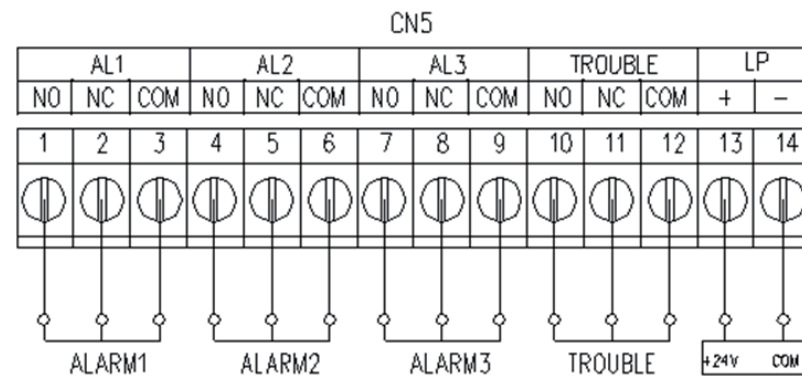 CN5
AL1 AL2 AL3 TROUBLE LP
NO NC COM NO NC COM NO NC COM NO NC COM + -
1 2 3 4 5 6 7 8 9 10 11 12 13 14
+24V COM
ALARM1 ALARM2 ALARM3 TROUBLE